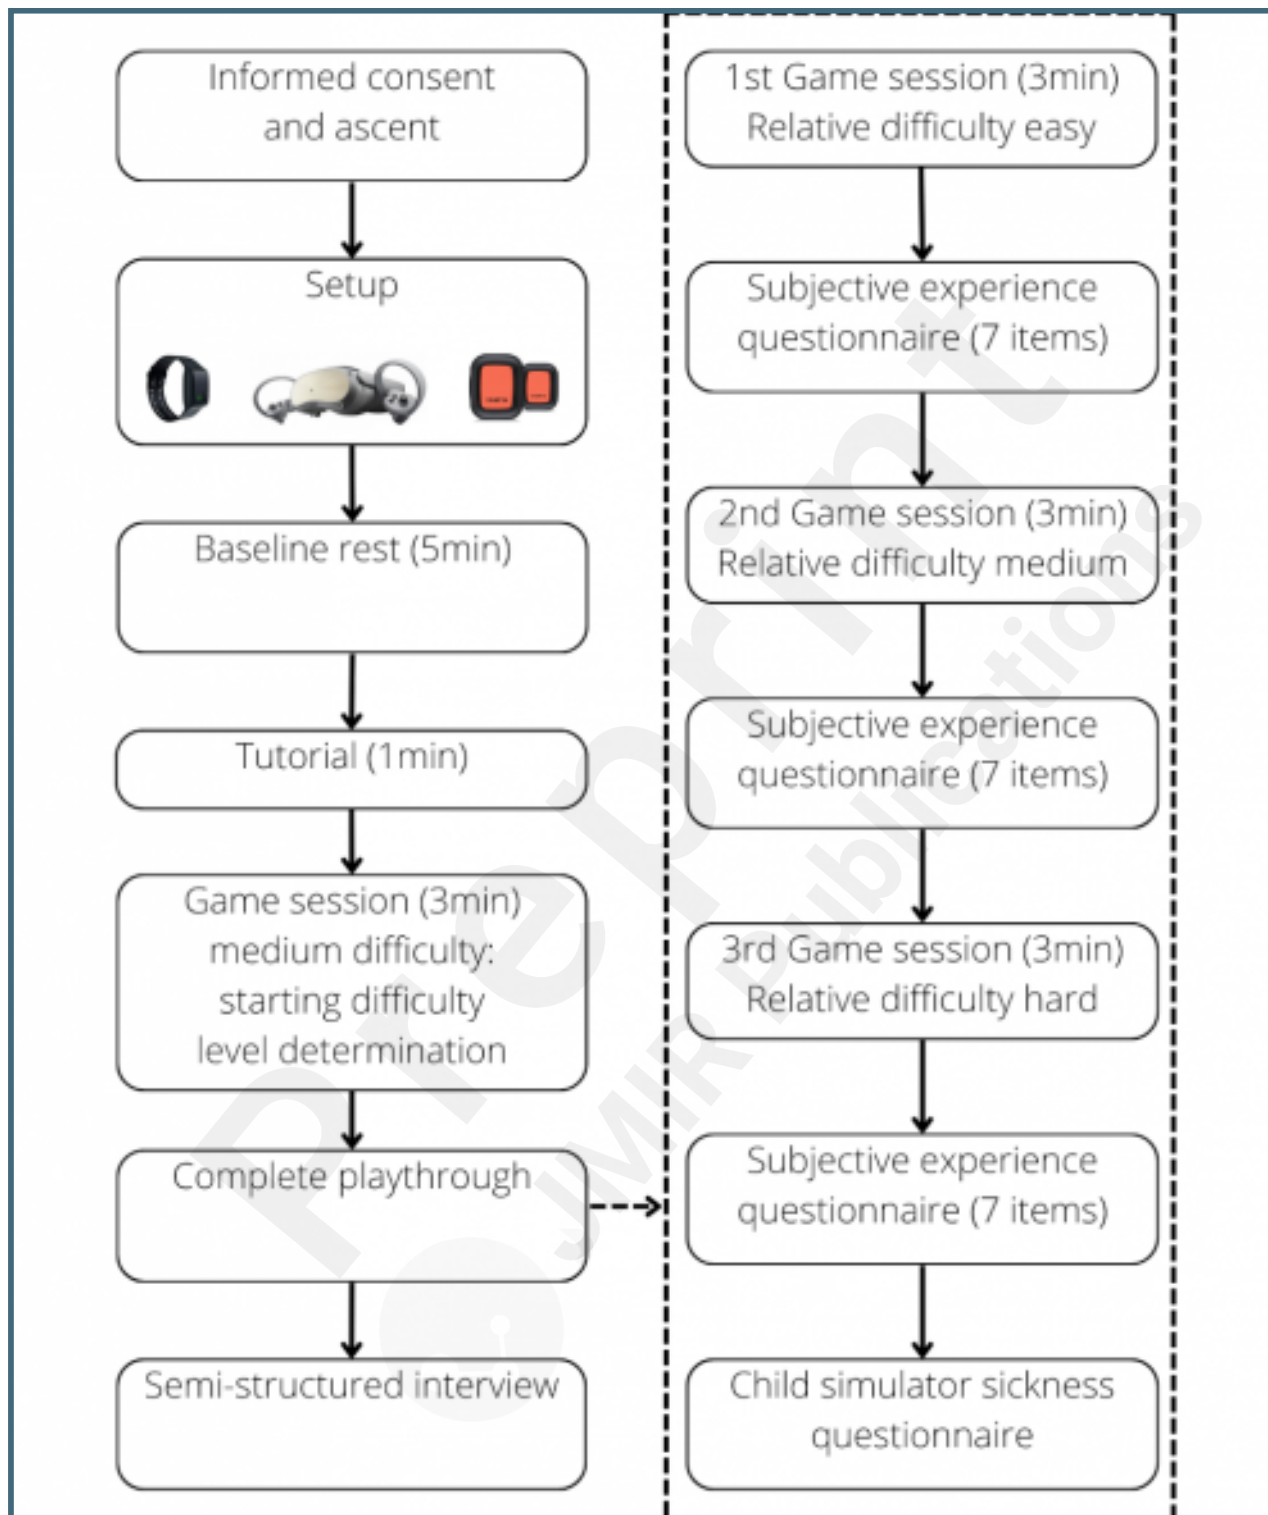 Informed consent
and ascent
Setup
Baseline rest (5min)
Tutorial (1min)
Game session (3min)
medium difficulty:
starting difficulty
level determination
Complete playthrough
Semi-structured interview
1st Game session (3min)
Relative difficulty easy
Subjective experience
questionnaire (7 items)
2nd Game session (3min)
Relative difficulty medium
Subjective experience
questionnaire (7 items)
3rd Game session (3min)
Relative difficulty hard
Subjective experience
questionnaire (7 items)
Child simulator sickness
questionnaire
Preprint
JMIR Publications